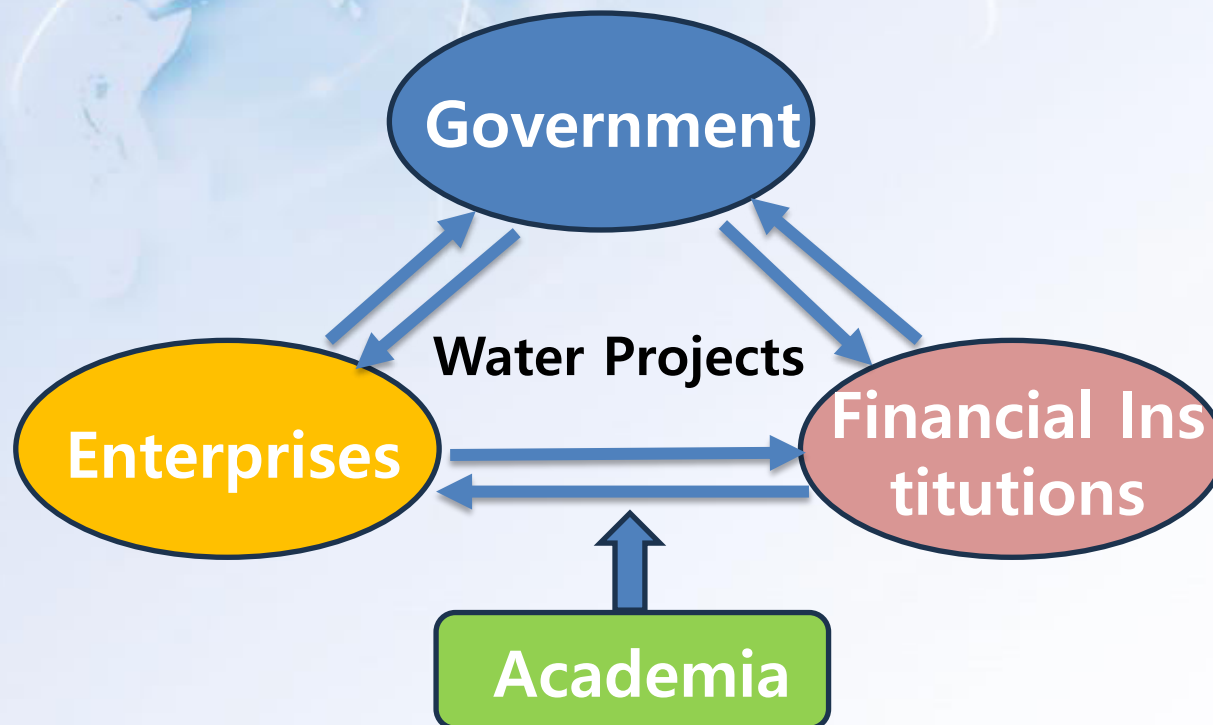 Government
Water Projects
Enterprises
Financial Ins
titutions
Academia